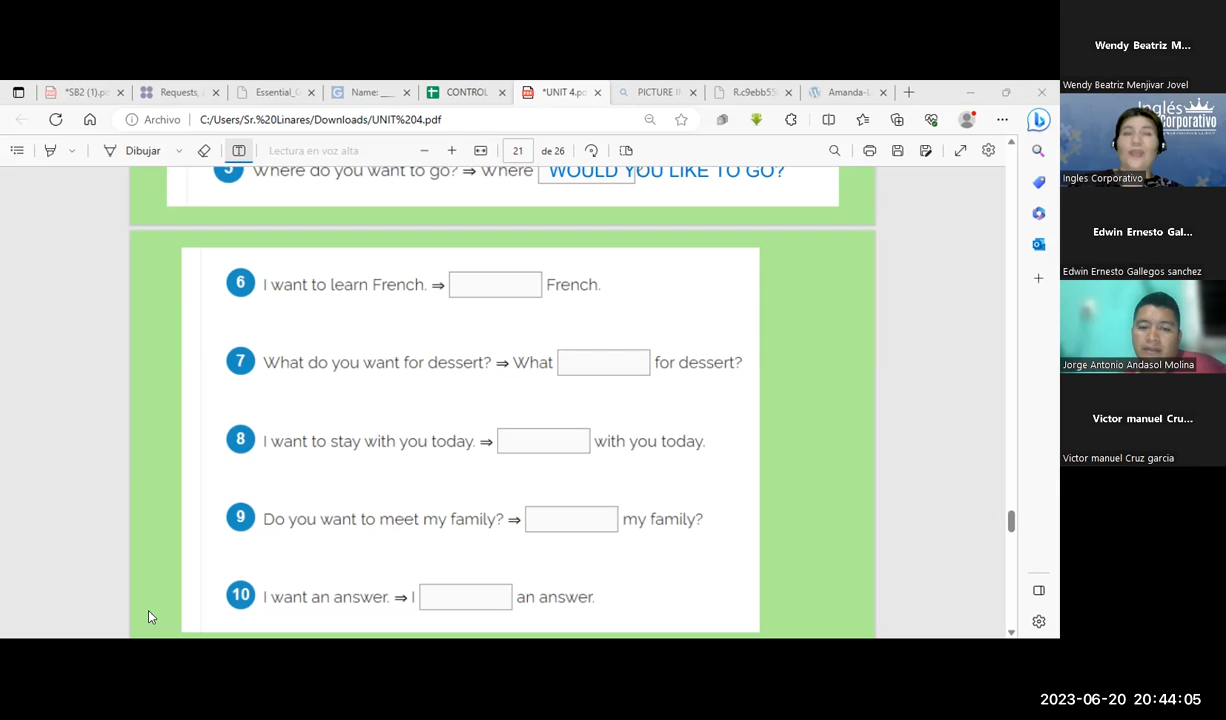 Wendy Beatriz M...
Wendy Beatriz Menjivar Jovel
*SB2 (1).p
Requests,
Essential_G
Name: ____
CONTROL
*UNIT 4.p
PICTURE I
R.c9ebb55
Amanda-L
Archivo
C:/Users/Sr.%20Linares/Downloads/UNIT%204.pdf
Dibujar
Lectura en voz alta
21
de 26
Inglés
Corporativo
Ingles Corporativo
5 Where do you want to go? ⇒ Where WOULD YOU LIKE TO GO?
6 I want to learn French. ⇒ French.
7 What do you want for dessert? ⇒ What for dessert?
8 I want to stay with you today. ⇒ with you today.
9 Do you want to meet my family? ⇒ my family?
10 I want an answer. ⇒ I an answer.
Edwin Ernesto Gal...
Edwin Ernesto Gallegos sanchez
Jorge Antonio Andasol Molina
Victor manuel Cru...
Victor manuel Cruz garcia
2023-06-20 20:44:05